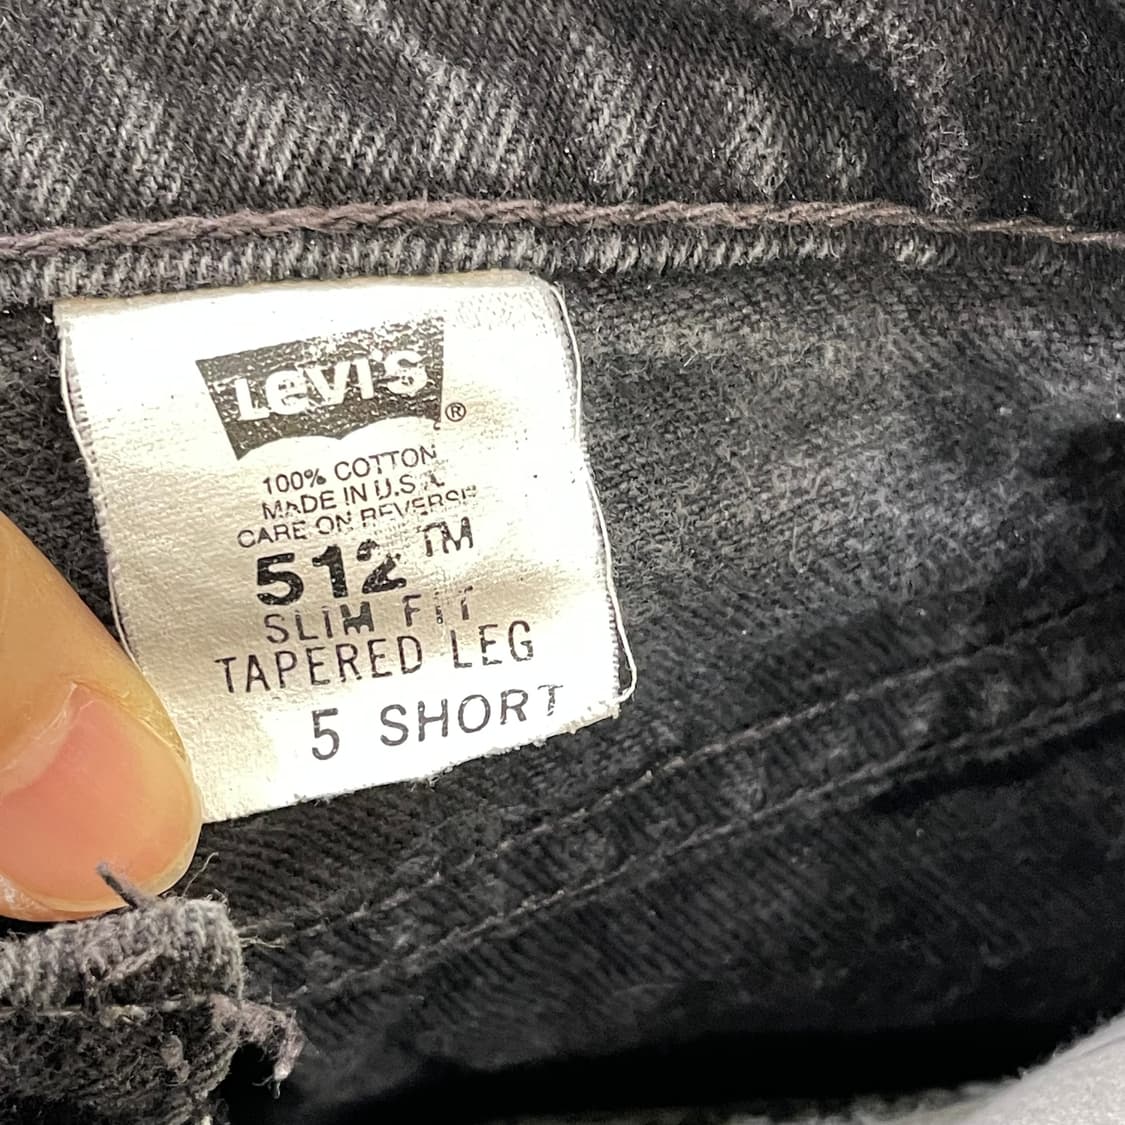 Levi's ®
100% COTTON
MADE IN U.S.A.
CARE ON REVERSE
512 TM
SLIM FIT
TAPERED LEG
5 SHORT